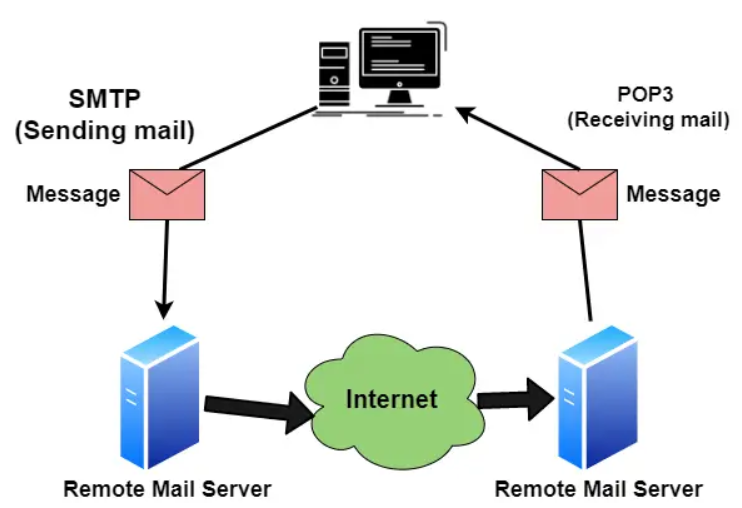 SMTP
(Sending mail)
POP3
(Receiving mail)
Message
Message
Internet
Remote Mail Server
Remote Mail Server